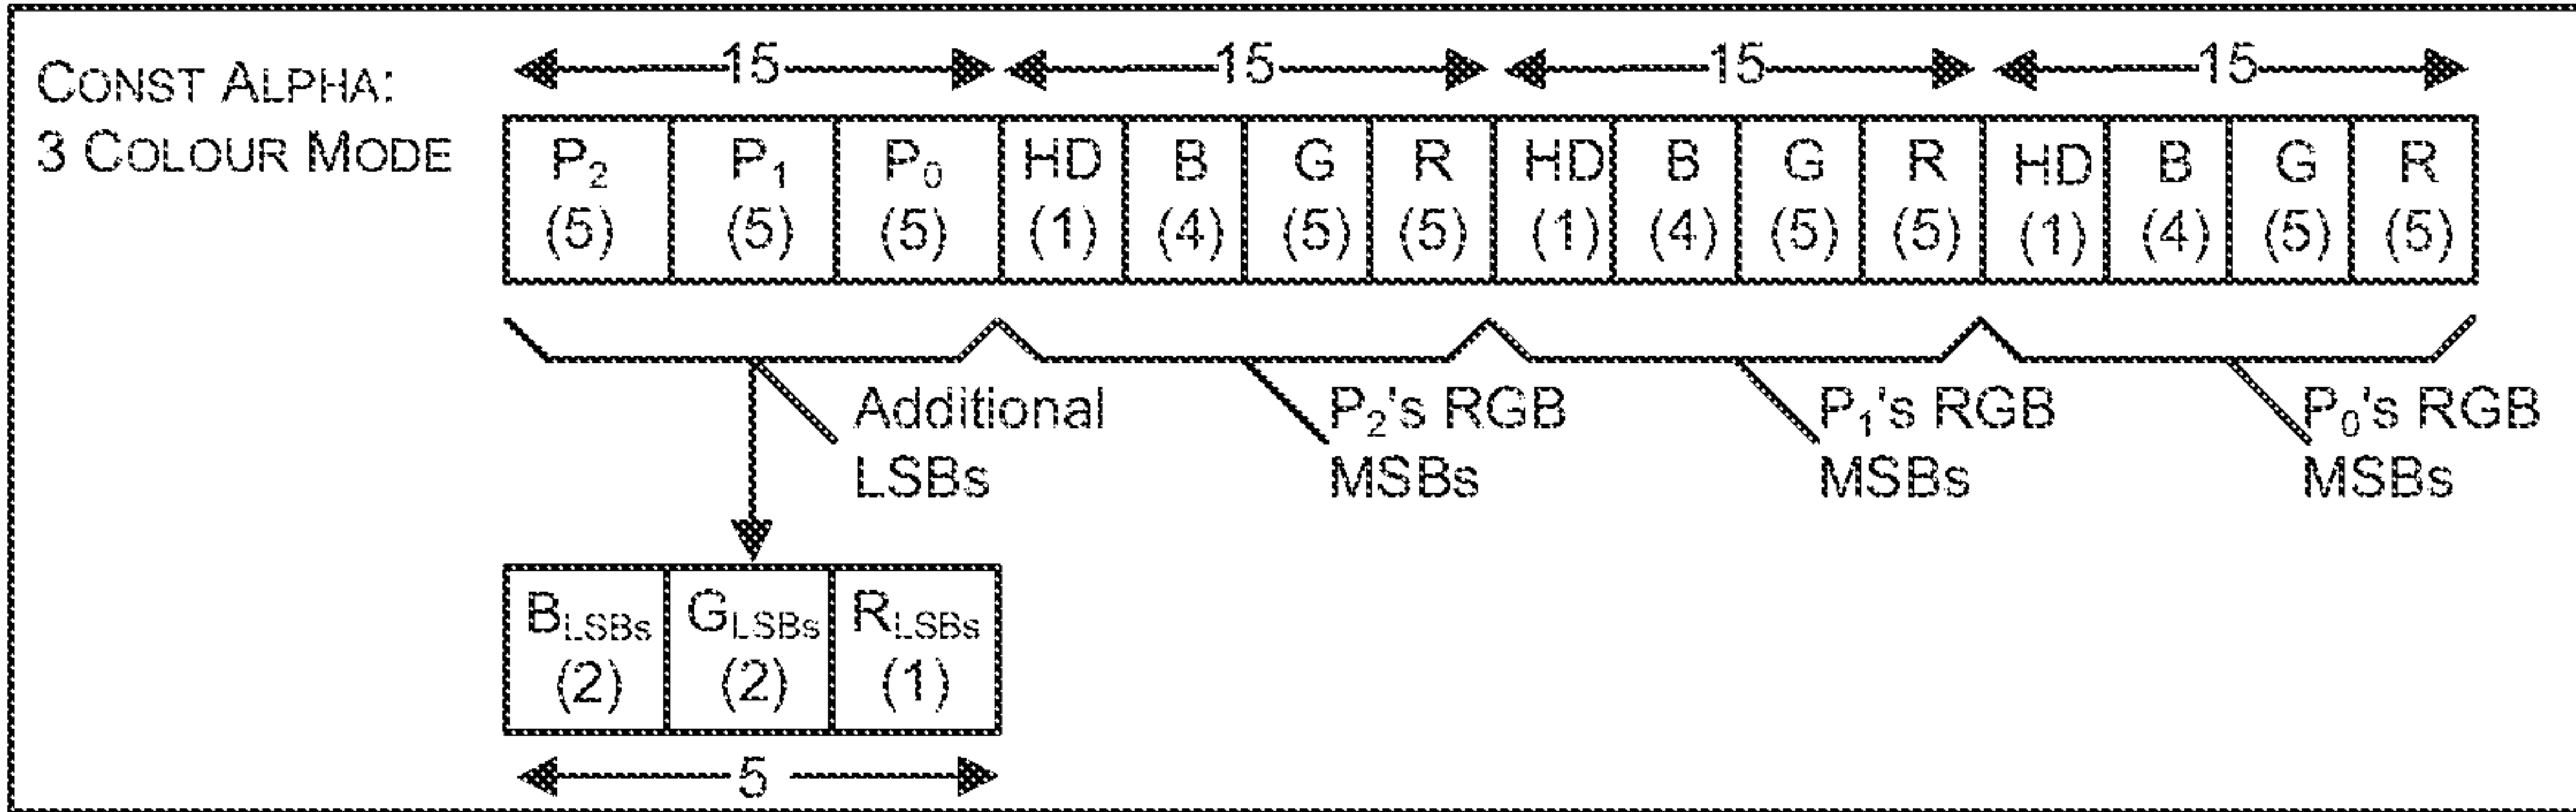 CONST ALPHA:
3 COLOUR MODE
15 15 15 15
P2 P1 P0 HD B G R HD B G R HD B G R
(5) (5) (5) (1) (4) (5) (5) (1) (4) (5) (5) (1) (4) (5) (5)
Additional
LSBs
P2's RGB
MSBs
P1's RGB
MSBs
P0's RGB
MSBs
BLSBs GLSBs RLSBs
(2) (2) (1)
5